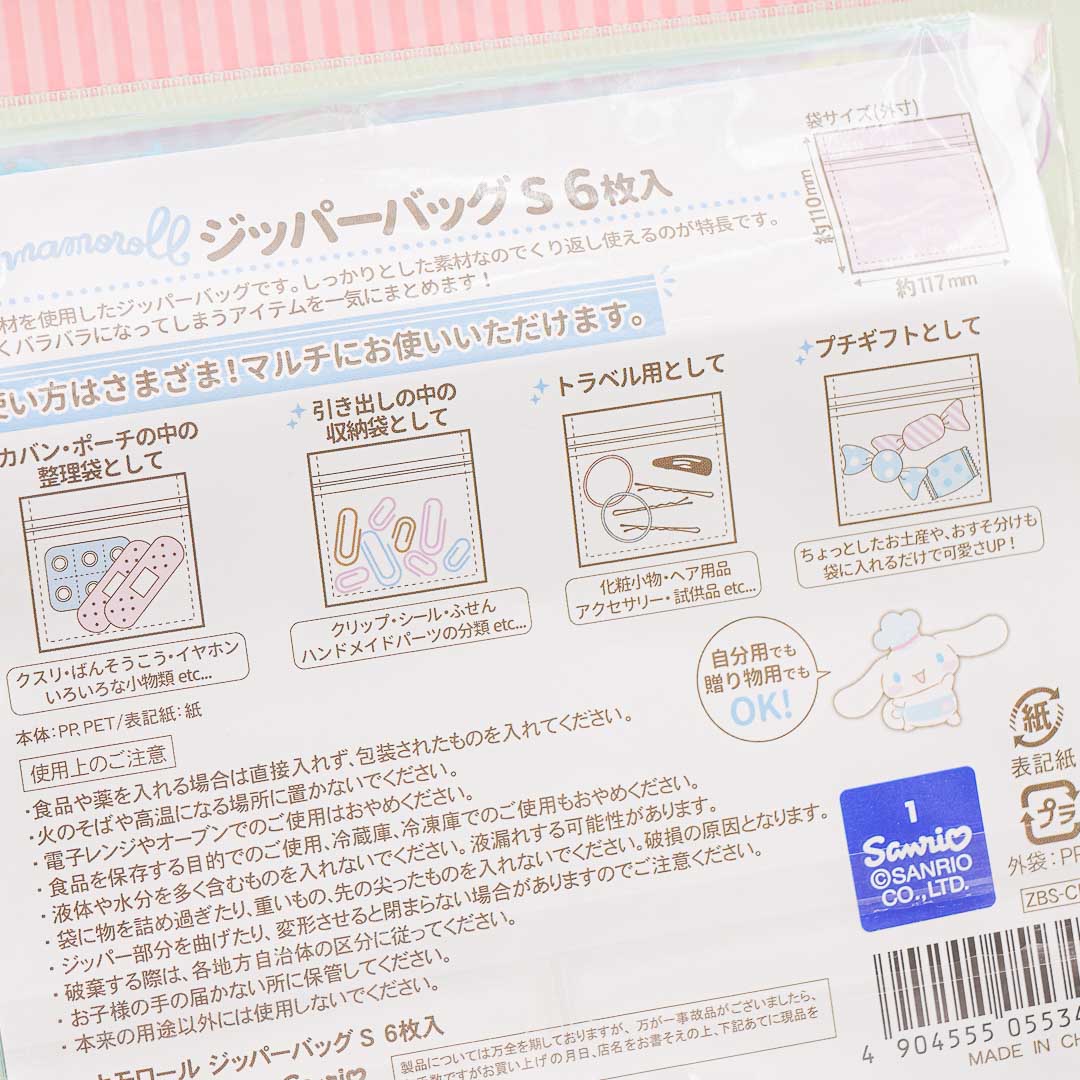 namoroll ジッパーバッグ S 6枚入
材を使用したジッパーバッグです。しっかりとした素材なのでくり返し使えるのが特長です。
くバラバラになってしまうアイテムを一気にまとめます！
使い方はさまざま！マルチにお使いいただけます。
袋サイズ(外寸)
約110mm
約117mm
カバン・ポーチの中の
整理袋として
クスリ・ばんそうこう・イヤホン
いろいろな小物類 etc...
引き出しの中の
収納袋として
クリップ・シール・ふせん
ハンドメイドパーツの分類 etc...
トラベル用として
化粧小物・ヘア用品
アクセサリー・試供品 etc...
プチギフトとして
ちょっとしたお土産や、おすそ分けも
袋に入れるだけで可愛さUP！
自分用でも
贈り物用でも
OK!
本体：PP, PET/表記紙：紙
使用上のご注意
・食品や薬を入れる場合は直接入れず、包装されたものを入れてください。
・火のそばや高温になる場所に置かないでください。
・電子レンジやオーブンでのご使用はおやめください。
・食品を保存する目的でのご使用、冷蔵庫、冷凍庫でのご使用もおやめください。
・液体や水分を多く含むものを入れないでください。液漏れする可能性があります。
・袋に物を詰め過ぎたり、重いもの、先の尖ったものを入れないでください。破損の原因となります。
・ジッパー部分を曲げたり、変形させると閉まらない場合がありますのでご注意ください。
・破棄する際は、各地方自治体の区分に従ってください。
・お子様の手の届かない所に保管してください。
・本来の用途以外には使用しないでください。
モロール ジッパーバッグ S 6枚入
Sanrio
製品については万全を期しておりますが、万が一事故品がございましたら、
手数ですがお買い上げの月日、店名をお書そえの上、下記あてに現品を
1
Sanrio
©SANRIO
CO., LTD.
紙
表記紙
プラ
外袋：PP
ZBS-C
4 904555 05534
MADE IN CH